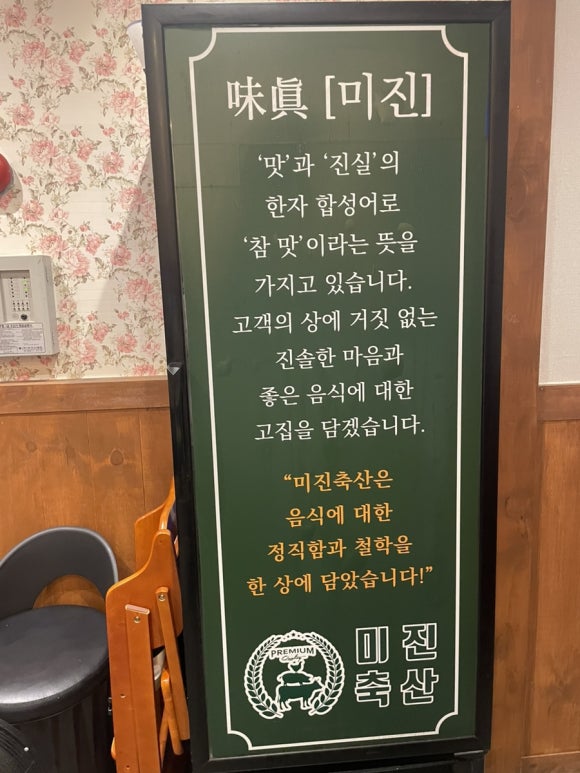 味眞 [미진]
‘맛’과 ‘진실’의
한자 합성어로
‘참 맛’이라는 뜻을
가지고 있습니다.
고객의 상에 거짓 없는
진솔한 마음과
좋은 음식에 대한
고집을 담겠습니다.
“미진축산은
음식에 대한
정직함과 철학을
한 상에 담았습니다!”
PREMIUM
Quality
미진
축산